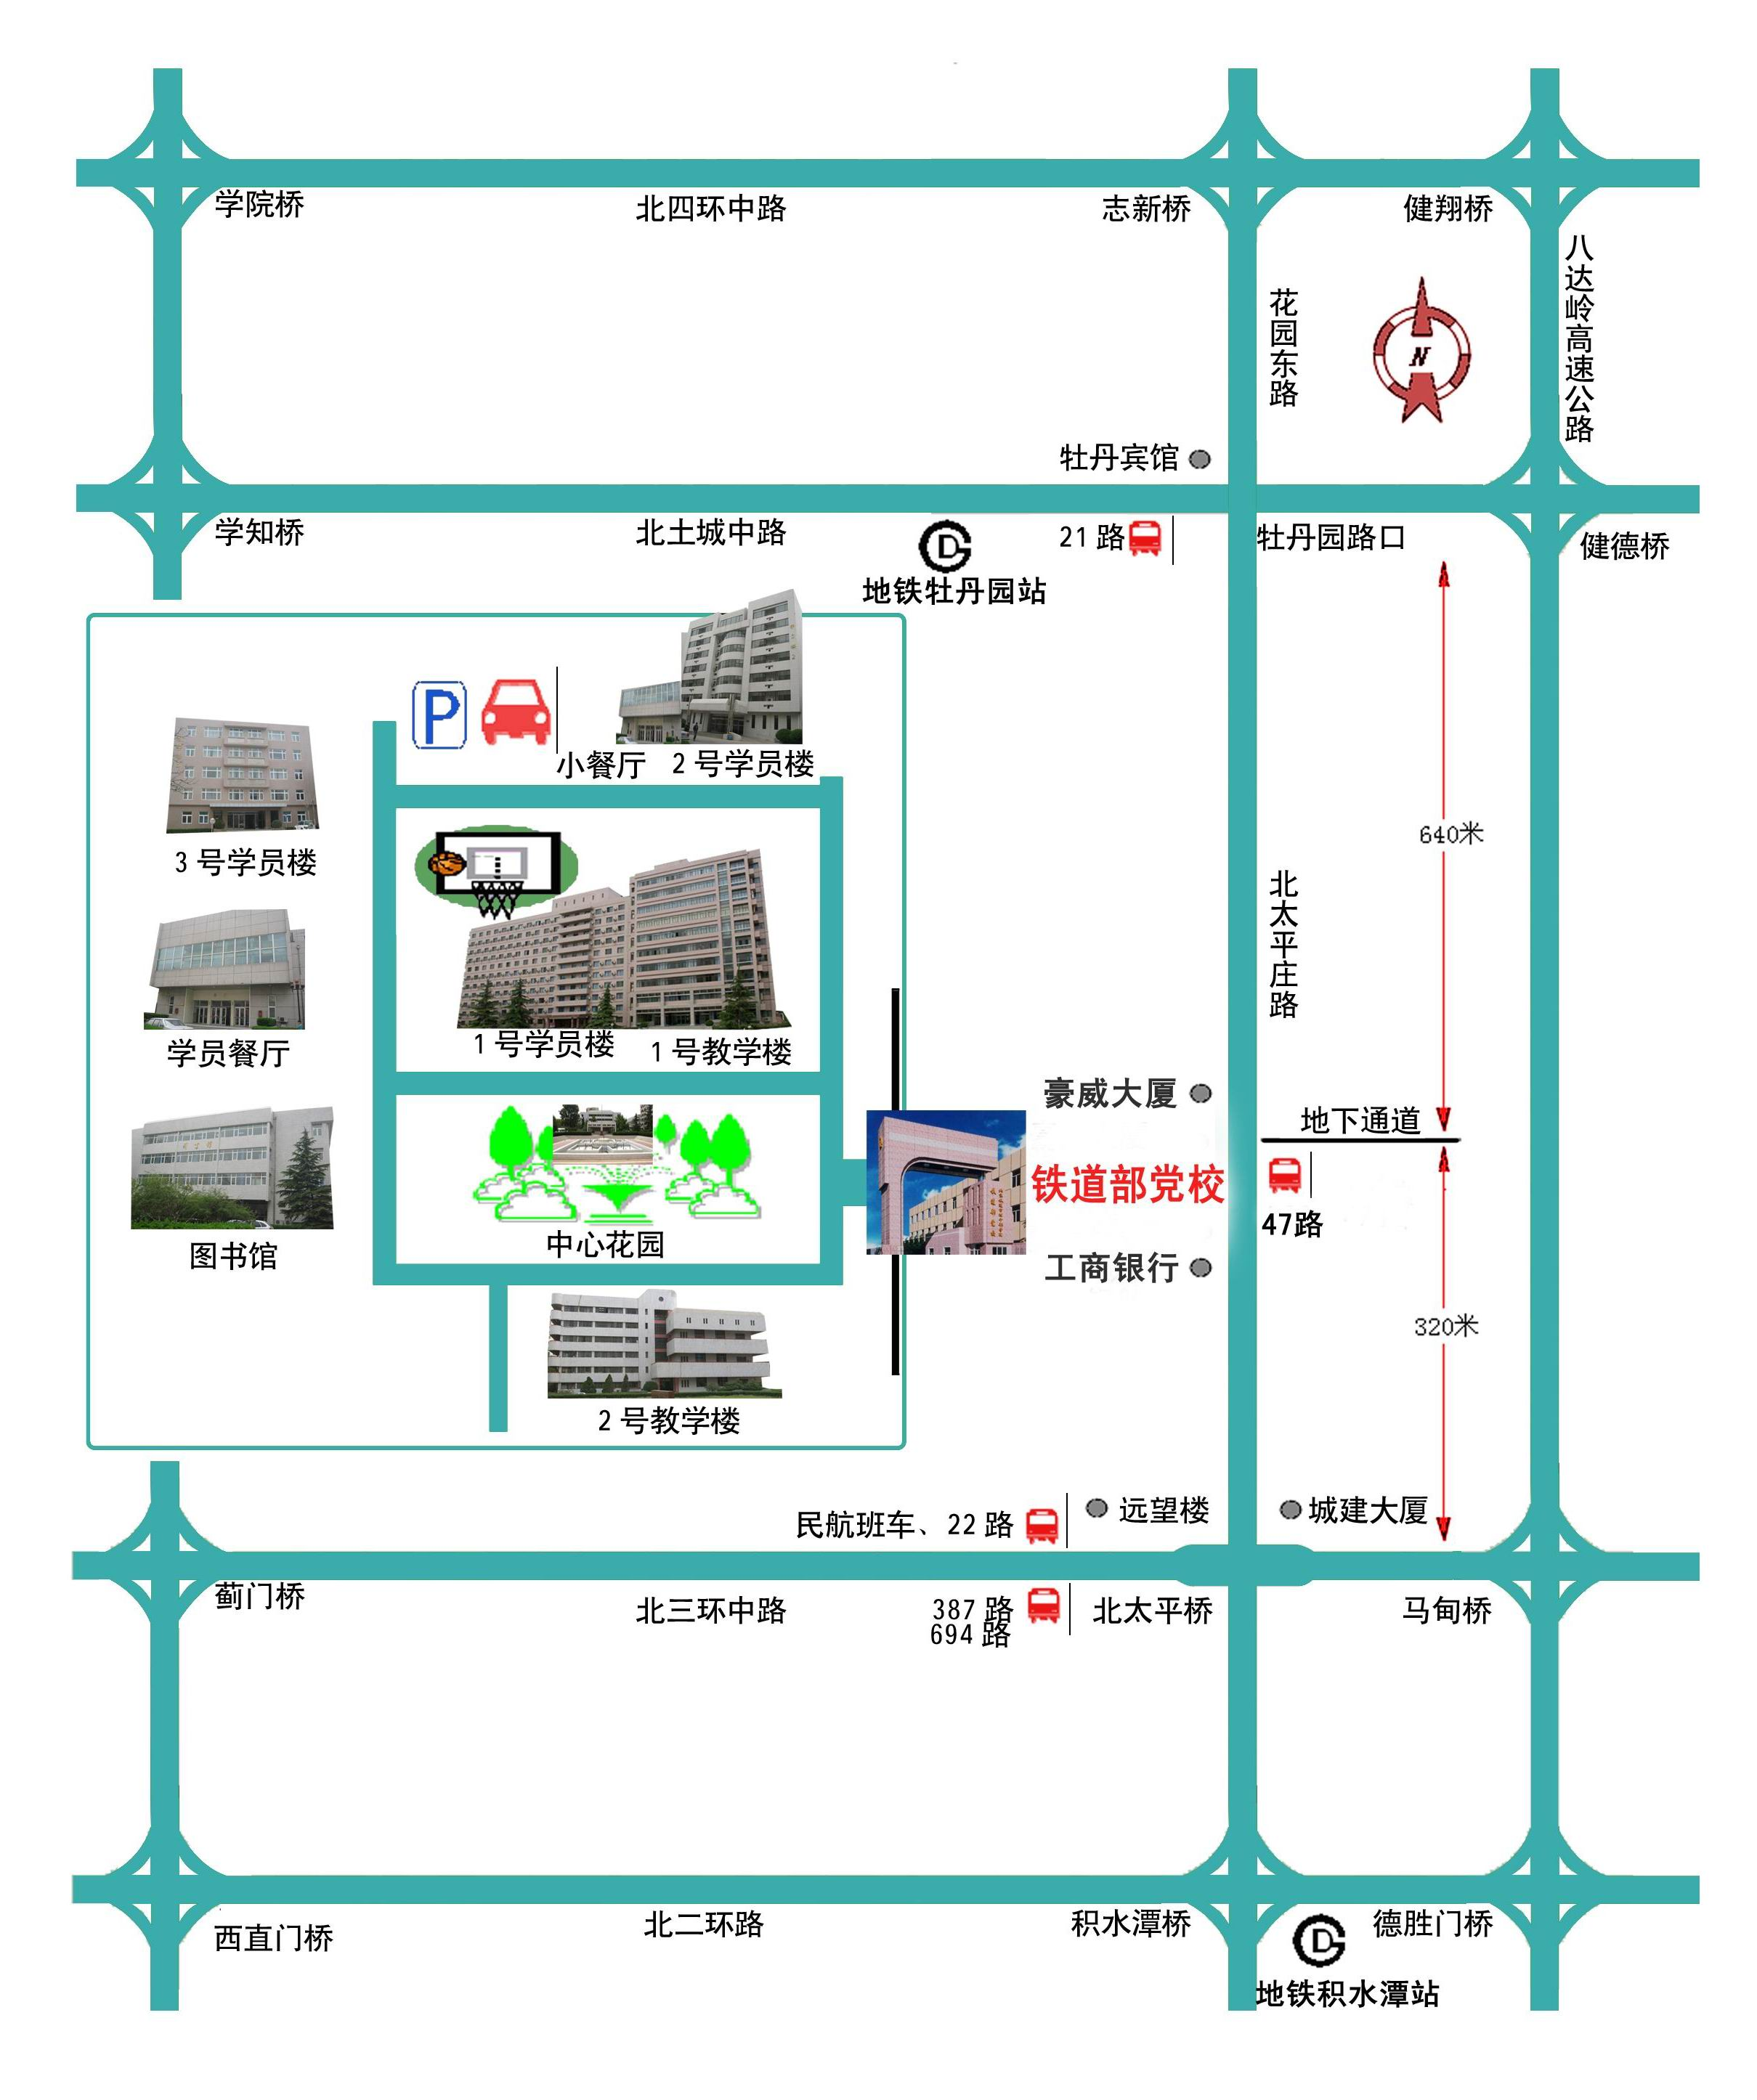 学院桥
北四环中路
志新桥
健翔桥
八达岭高速公路
花园东路
N
牡丹宾馆
学知桥
北土城中路
21 路
牡丹园路口
健德桥
地铁牡丹园站
P
小餐厅
2 号学员楼
640米
3 号学员楼
北太平庄路
1 号学员楼
1 号教学楼
学员餐厅
豪威大厦
地下通道
铁道部党校
47路
中心花园
图书馆
工商银行
320米
2 号教学楼
民航班车、22 路
远望楼
城建大厦
蓟门桥
北三环中路
387 路
694 路
北太平桥
马甸桥
西直门桥
北二环路
积水潭桥
德胜门桥
地铁积水潭站